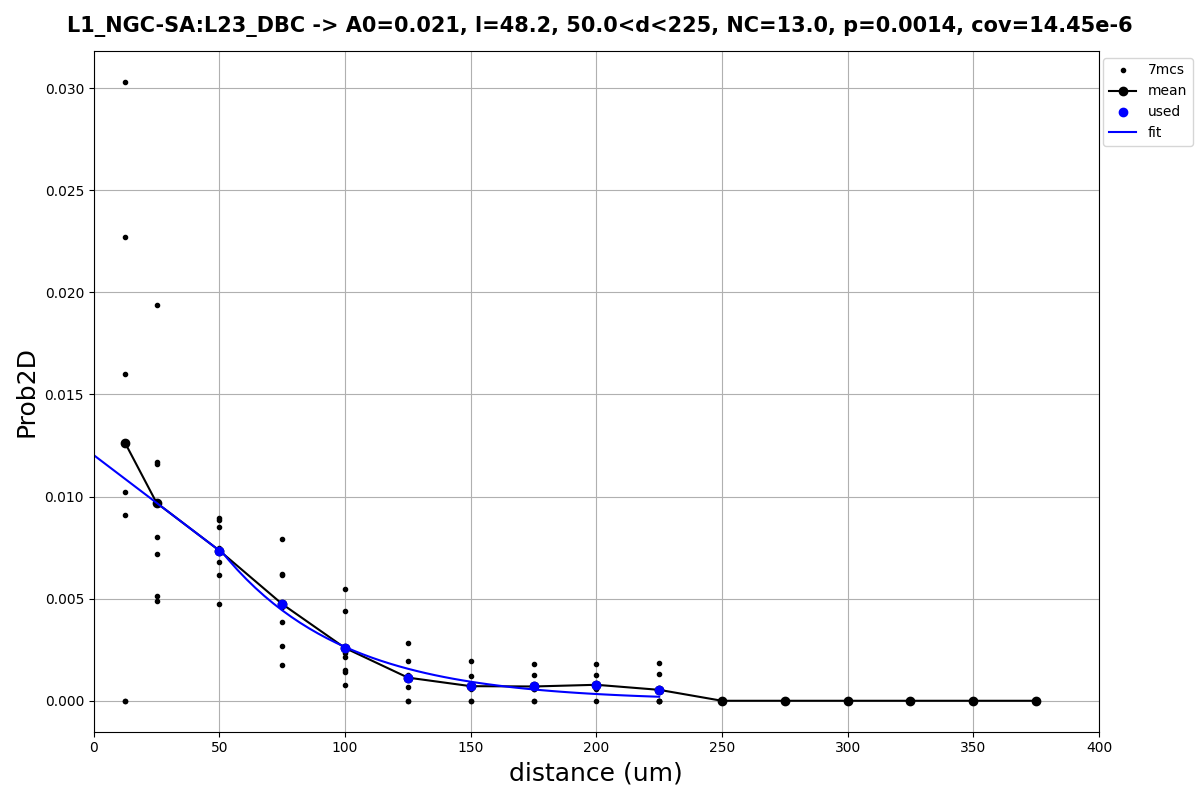 L1_NGC-SA:L23_DBC -> A0=0.021, l=48.2, 50.0<d<225, NC=13.0, p=0.0014, cov=14.45e-6
7mcs
mean
used
fit
Prob2D
0.030
0.025
0.020
0.015
0.010
0.005
0.000
0 50 100 150 200 250 300 350 400
distance (um)